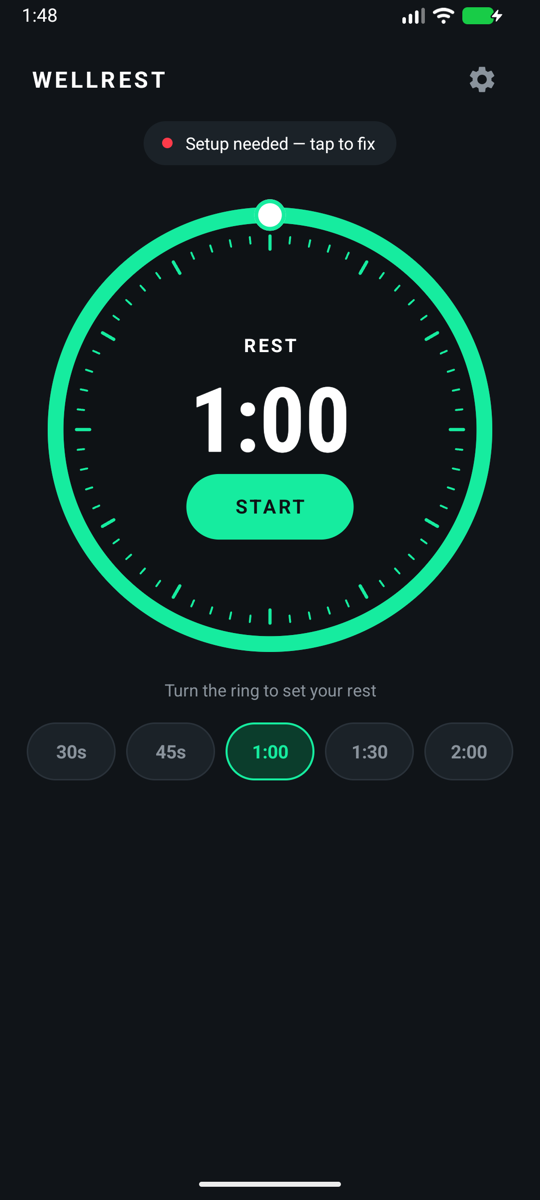 1:48
WELLREST
Setup needed — tap to fix
REST
1:00
START
Turn the ring to set your rest
30s 45s 1:00 1:30 2:00